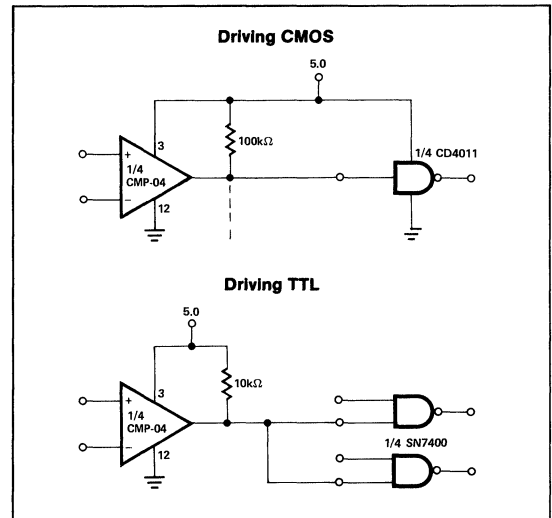 Driving CMOS
5.0
3
100kΩ
1/4 CD4011
+
1/4
CMP-04
−
12
Driving TTL
5.0
3
10kΩ
+
1/4
CMP-04
−
12
1/4 SN7400